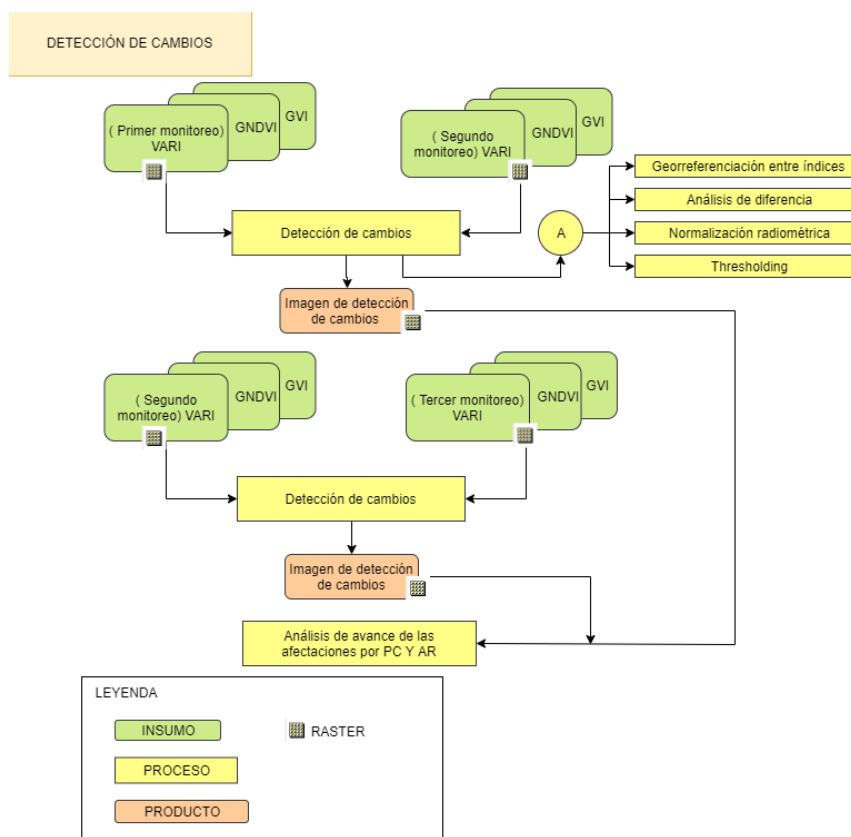 DETECCIÓN DE CAMBIOS
( Primer monitoreo)
VARI
GNDVI
GVI
( Segundo
monitoreo) VARI
GNDVI
GVI
Georreferenciación entre índices
Análisis de diferencia
Normalización radiométrica
Thresholding
Detección de cambios
A
Imagen de detección
de cambios
( Segundo
monitoreo) VARI
GNDVI
GVI
( Tercer monitoreo)
VARI
GNDVI
GVI
Detección de cambios
Imagen de detección
de cambios
Análisis de avance de las
afectaciones por PC Y AR
LEYENDA
INSUMO
RASTER
PROCESO
PRODUCTO